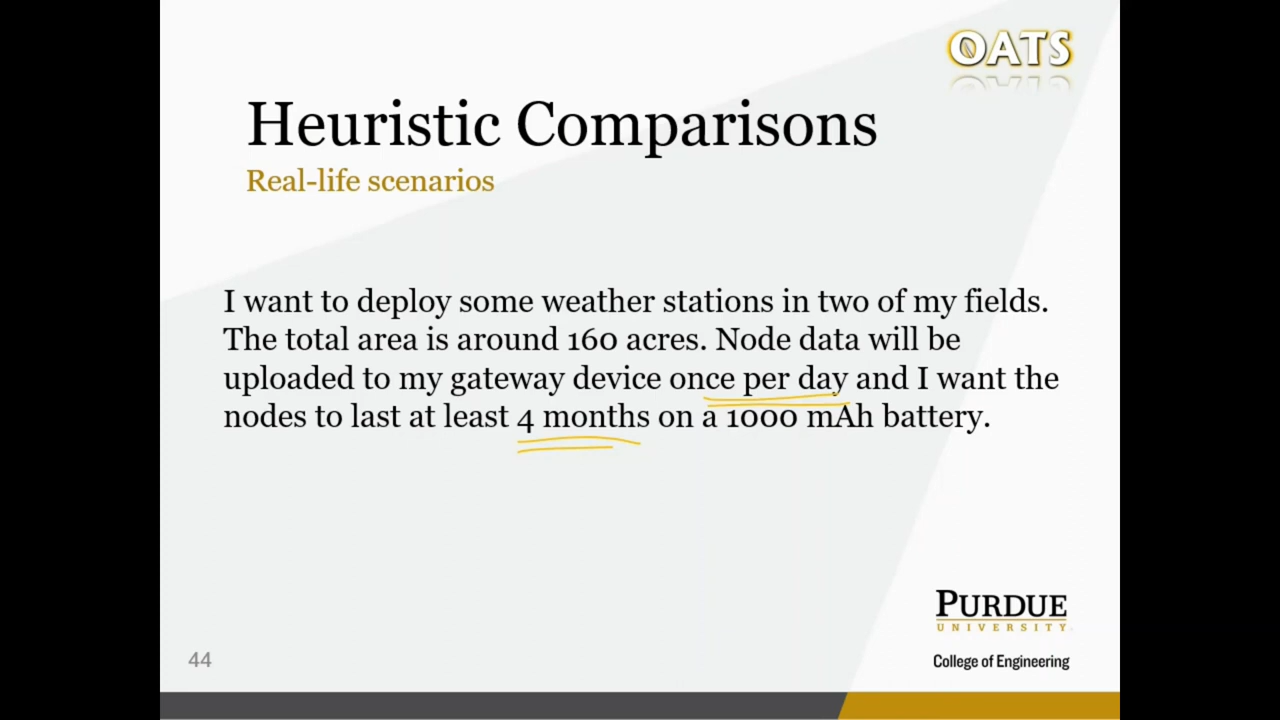 OATS
Heuristic Comparisons
Real-life scenarios
I want to deploy some weather stations in two of my fields.
The total area is around 160 acres. Node data will be
uploaded to my gateway device once per day and I want the
nodes to last at least 4 months on a 1000 mAh battery.
PURDUE
UNIVERSITY
College of Engineering
44